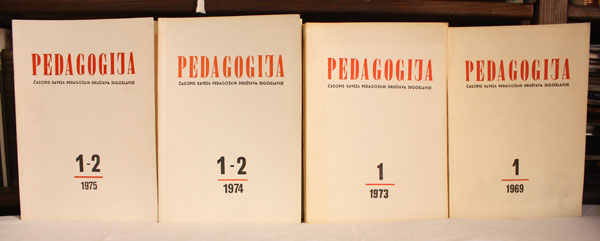 PEDAGOGIJA
ČASOPIS SAVEZA PEDAGOŠKIH DRUŠTAVA JUGOSLAVIJE
1-2
1975
PEDAGOGIJA
ČASOPIS SAVEZA PEDAGOŠKIH DRUŠTAVA JUGOSLAVIJE
1-2
1974
PEDAGOGIJA
ČASOPIS SAVEZA PEDAGOŠKIH DRUŠTAVA JUGOSLAVIJE
1
1973
PEDAGOGIJA
ČASOPIS SAVEZA PEDAGOŠKIH DRUŠTAVA JUGOSLAVIJE
1
1969